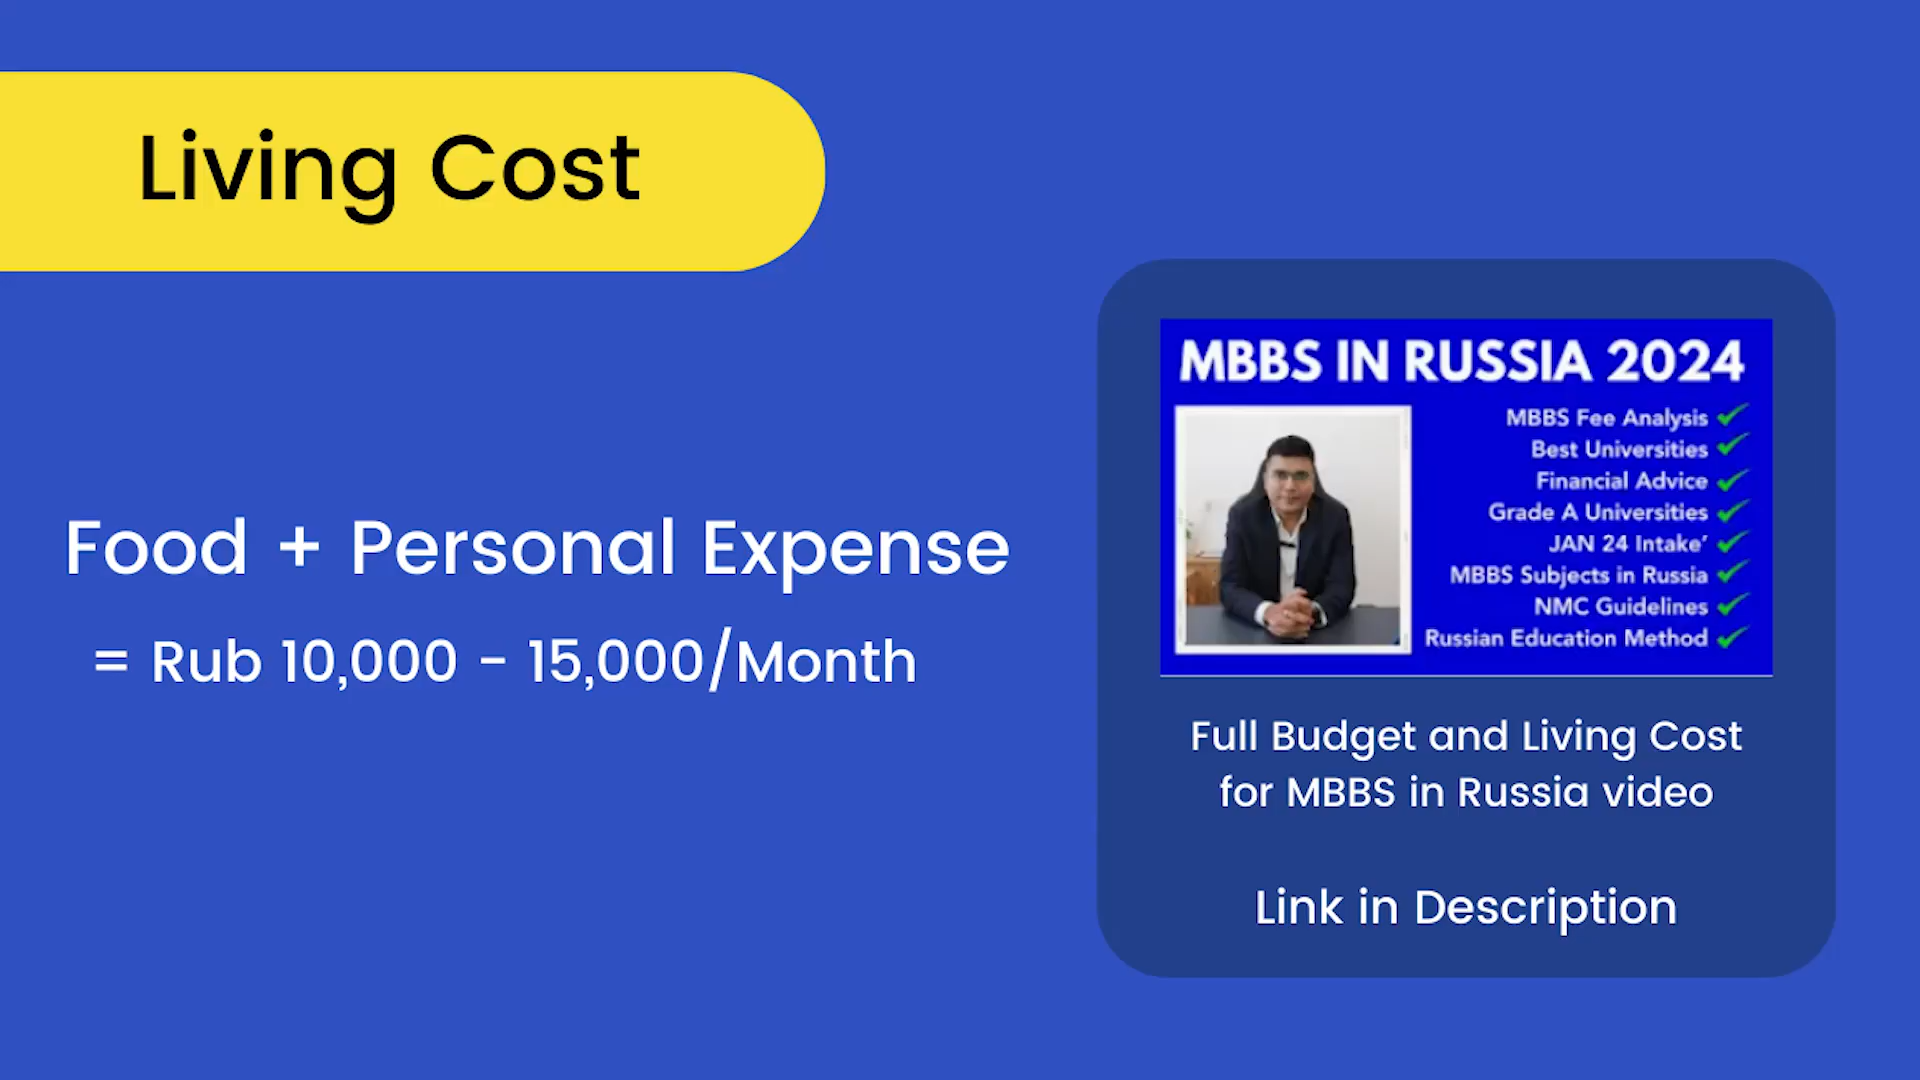 Living Cost
Food + Personal Expense
= Rub 10,000 - 15,000/Month
MBBS IN RUSSIA 2024
MBBS Fee Analysis
Best Universities
Financial Advice
Grade A Universities
JAN 24 Intake'
MBBS Subjects in Russia
NMC Guidelines
Russian Education Method
Full Budget and Living Cost
for MBBS in Russia video
Link in Description